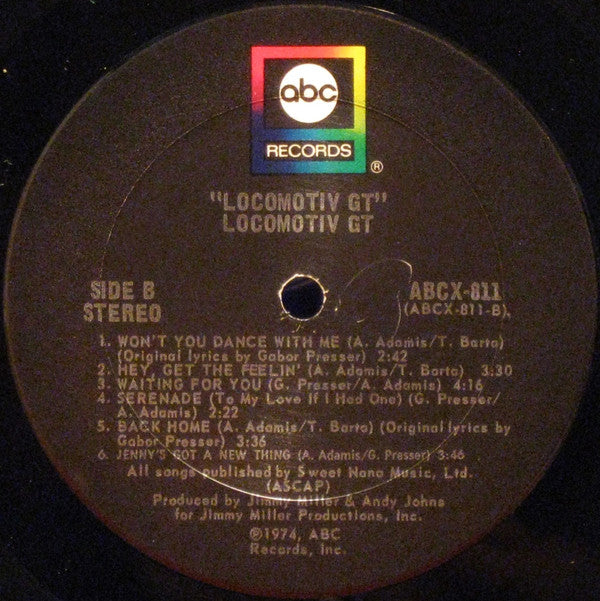 abc
RECORDS ®
"LOCOMOTIV GT"
LOCOMOTIV GT
SIDE B
STEREO
ABCX-811
(ABCX-811-B)
1. WON'T YOU DANCE WITH ME (A. Adamis/T. Barta)
(Original lyrics by Gabor Presser) 2:42
2. HEY, GET THE FEELIN' (A. Adamis/T. Barta) 3:30
3. WAITING FOR YOU (G. Presser/A. Adamis) 4:16
4. SERENADE (To My Love If I Had One) (G. Presser/
A. Adamis) 2:22
5. BACK HOME (A. Adamis/T. Barta) (Original lyrics by
Gabor Presser) 3:36
6. JENNY'S GOT A NEW THING (A. Adamis/G. Presser) 3:46
All songs published by Sweet Nana Music, Ltd.
(ASCAP)
Produced by Jimmy Miller & Andy Johns
for Jimmy Miller Productions, Inc.
©1974, ABC
Records, Inc.